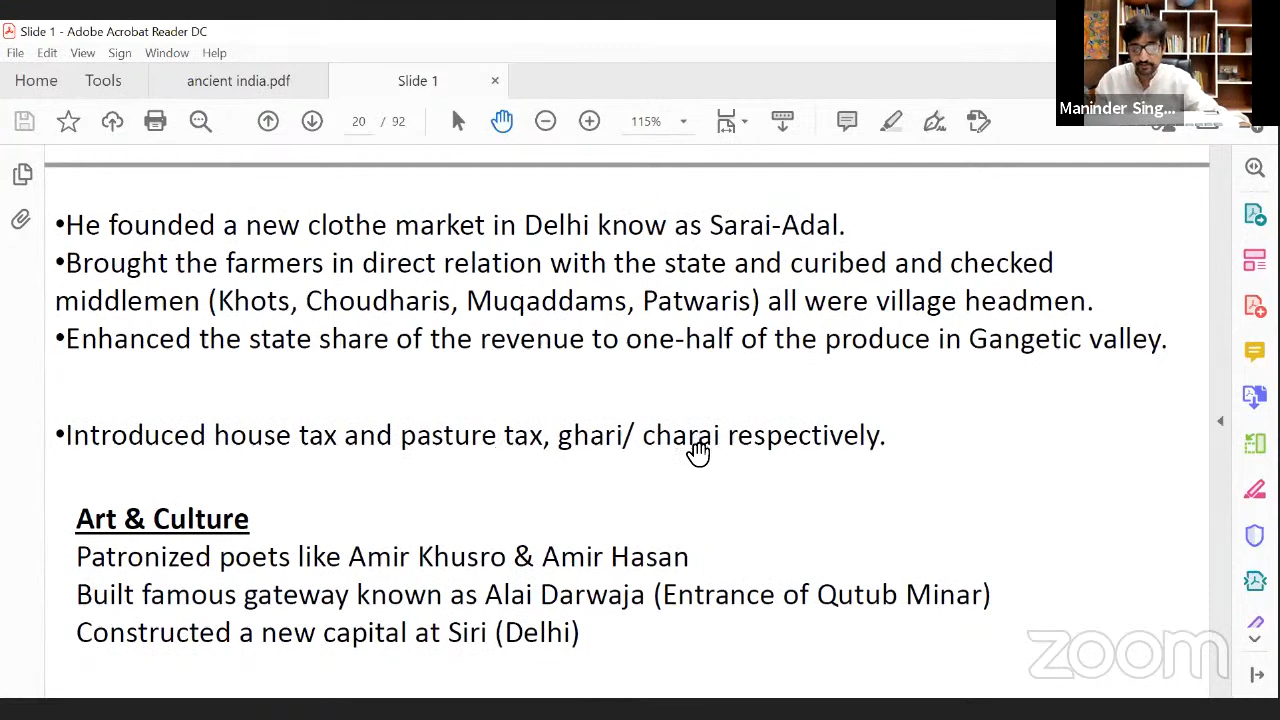 Slide 1 - Adobe Acrobat Reader DC
File Edit View Sign Window Help
Home Tools ancient india.pdf Slide 1 ×
20 / 92 115%
Maninder Sing...
•He founded a new clothe market in Delhi know as Sarai-Adal.
•Brought the farmers in direct relation with the state and curibed and checked
middlemen (Khots, Choudharis, Muqaddams, Patwaris) all were village headmen.
•Enhanced the state share of the revenue to one-half of the produce in Gangetic valley.
•Introduced house tax and pasture tax, ghari/ charai respectively.
Art & Culture
Patronized poets like Amir Khusro & Amir Hasan
Built famous gateway known as Alai Darwaja (Entrance of Qutub Minar)
Constructed a new capital at Siri (Delhi)
zoom